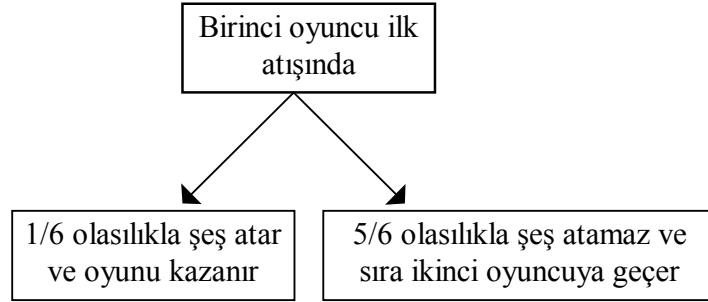 Birinci oyuncu ilk
atışında
1/6 olasılıkla şeş atar
ve oyunu kazanır
5/6 olasılıkla şeş atamaz ve
sıra ikinci oyuncuya geçer